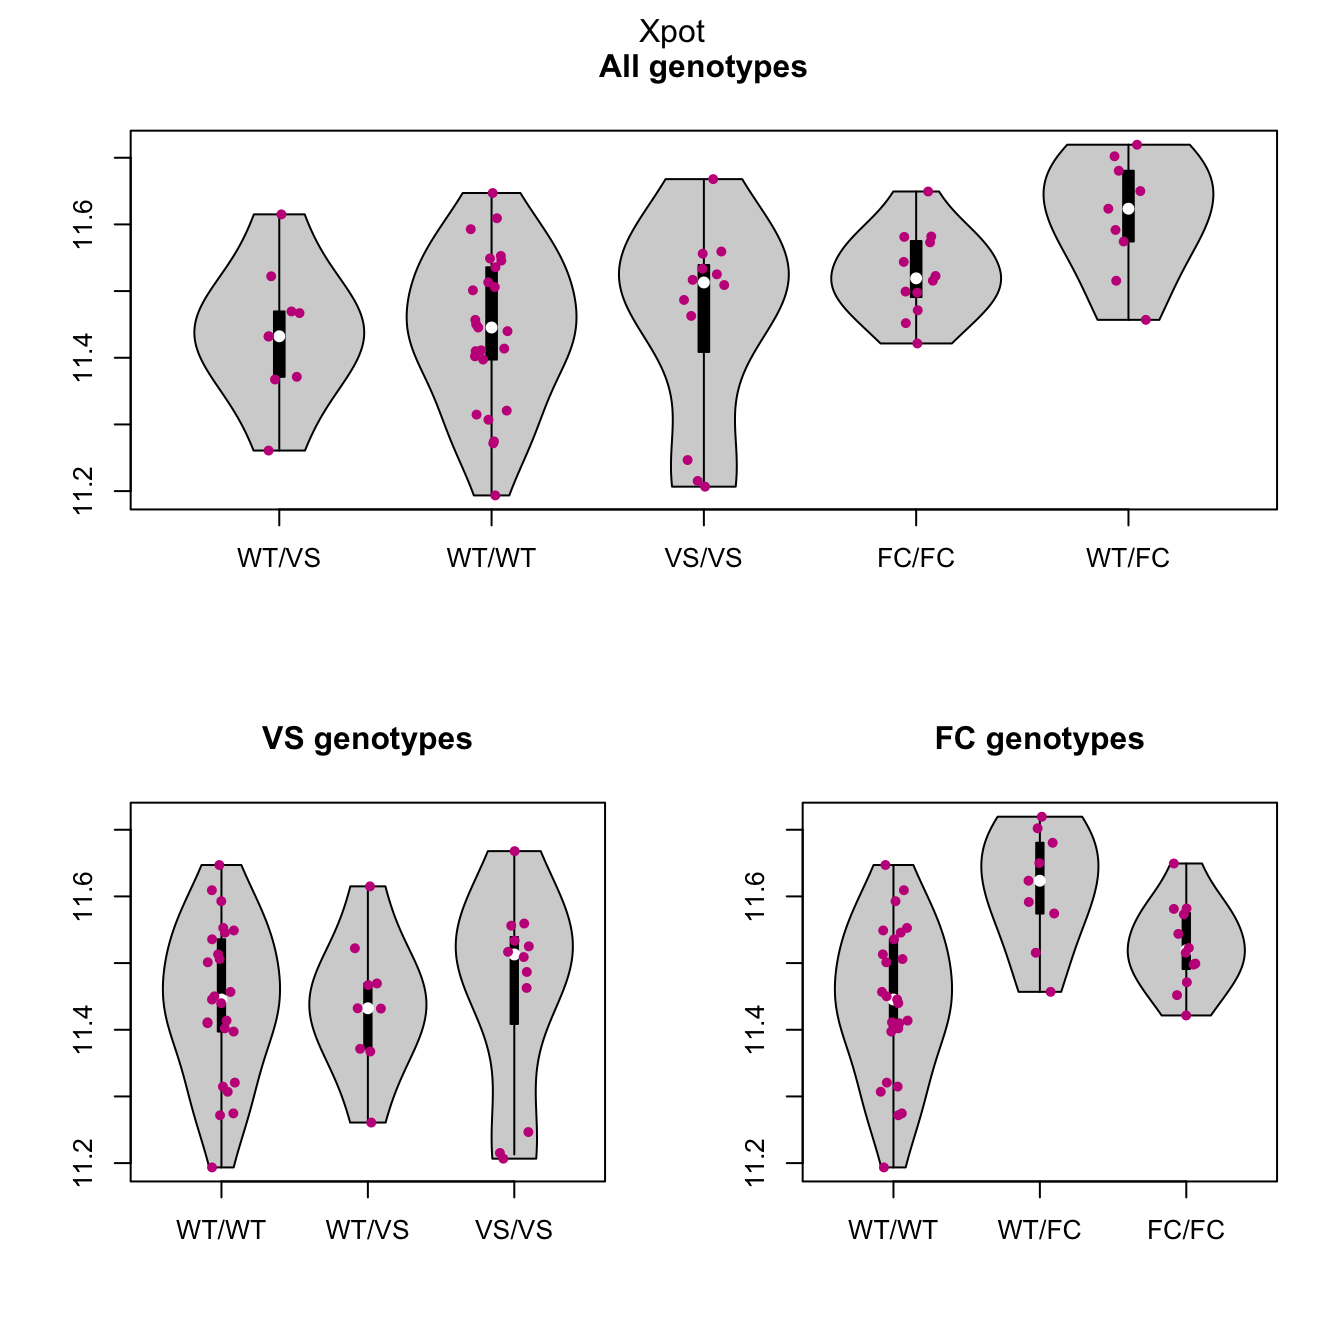 Xpot
All genotypes
11.6
11.4
11.2
WT/VS WT/WT VS/VS FC/FC WT/FC
VS genotypes
11.6
11.4
11.2
WT/WT WT/VS VS/VS
FC genotypes
11.6
11.4
11.2
WT/WT WT/FC FC/FC